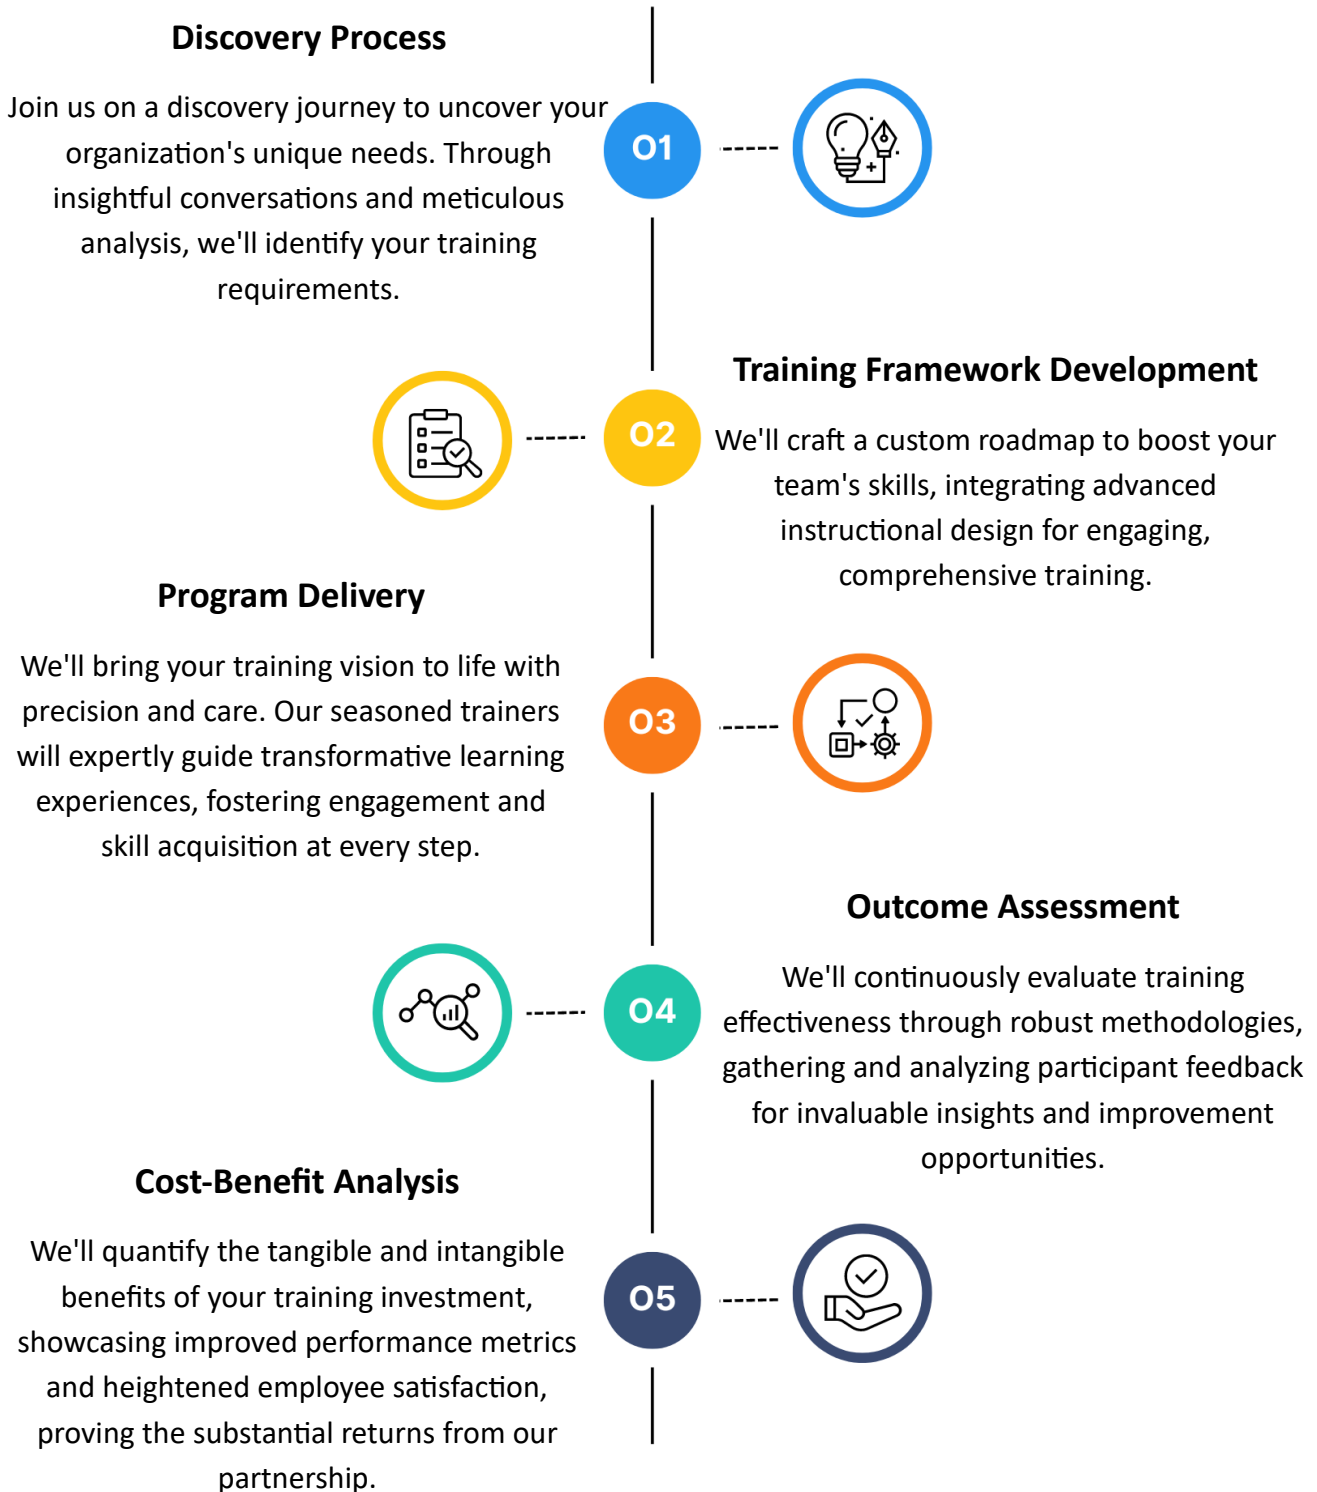 Discovery Process
Join us on a discovery journey to uncover your
organization's unique needs. Through
insightful conversations and meticulous
analysis, we'll identify your training
requirements.
01
Training Framework Development
02
We'll craft a custom roadmap to boost your
team's skills, integrating advanced
instructional design for engaging,
comprehensive training.
Program Delivery
We'll bring your training vision to life with
precision and care. Our seasoned trainers
will expertly guide transformative learning
experiences, fostering engagement and
skill acquisition at every step.
03
Outcome Assessment
04
We'll continuously evaluate training
effectiveness through robust methodologies,
gathering and analyzing participant feedback
for invaluable insights and improvement
opportunities.
Cost-Benefit Analysis
We'll quantify the tangible and intangible
benefits of your training investment,
showcasing improved performance metrics
and heightened employee satisfaction,
proving the substantial returns from our
partnership.
05